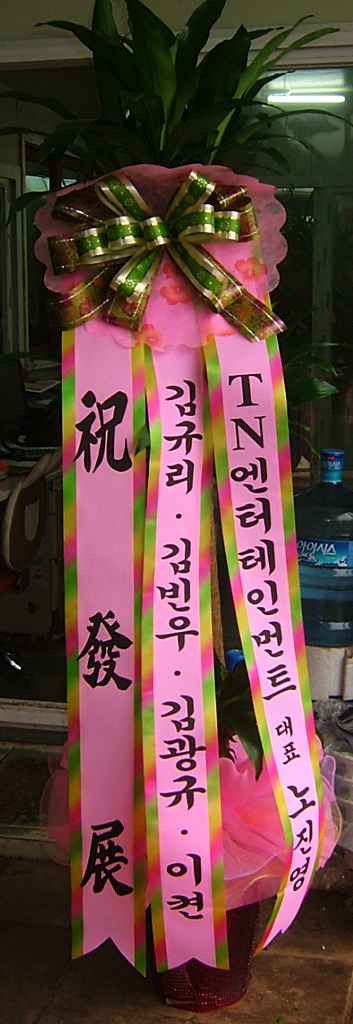 祝發展
김규리 · 김빈우 · 김광규 · 이켠
TN엔터테인먼트 대표 노진영
아이시스